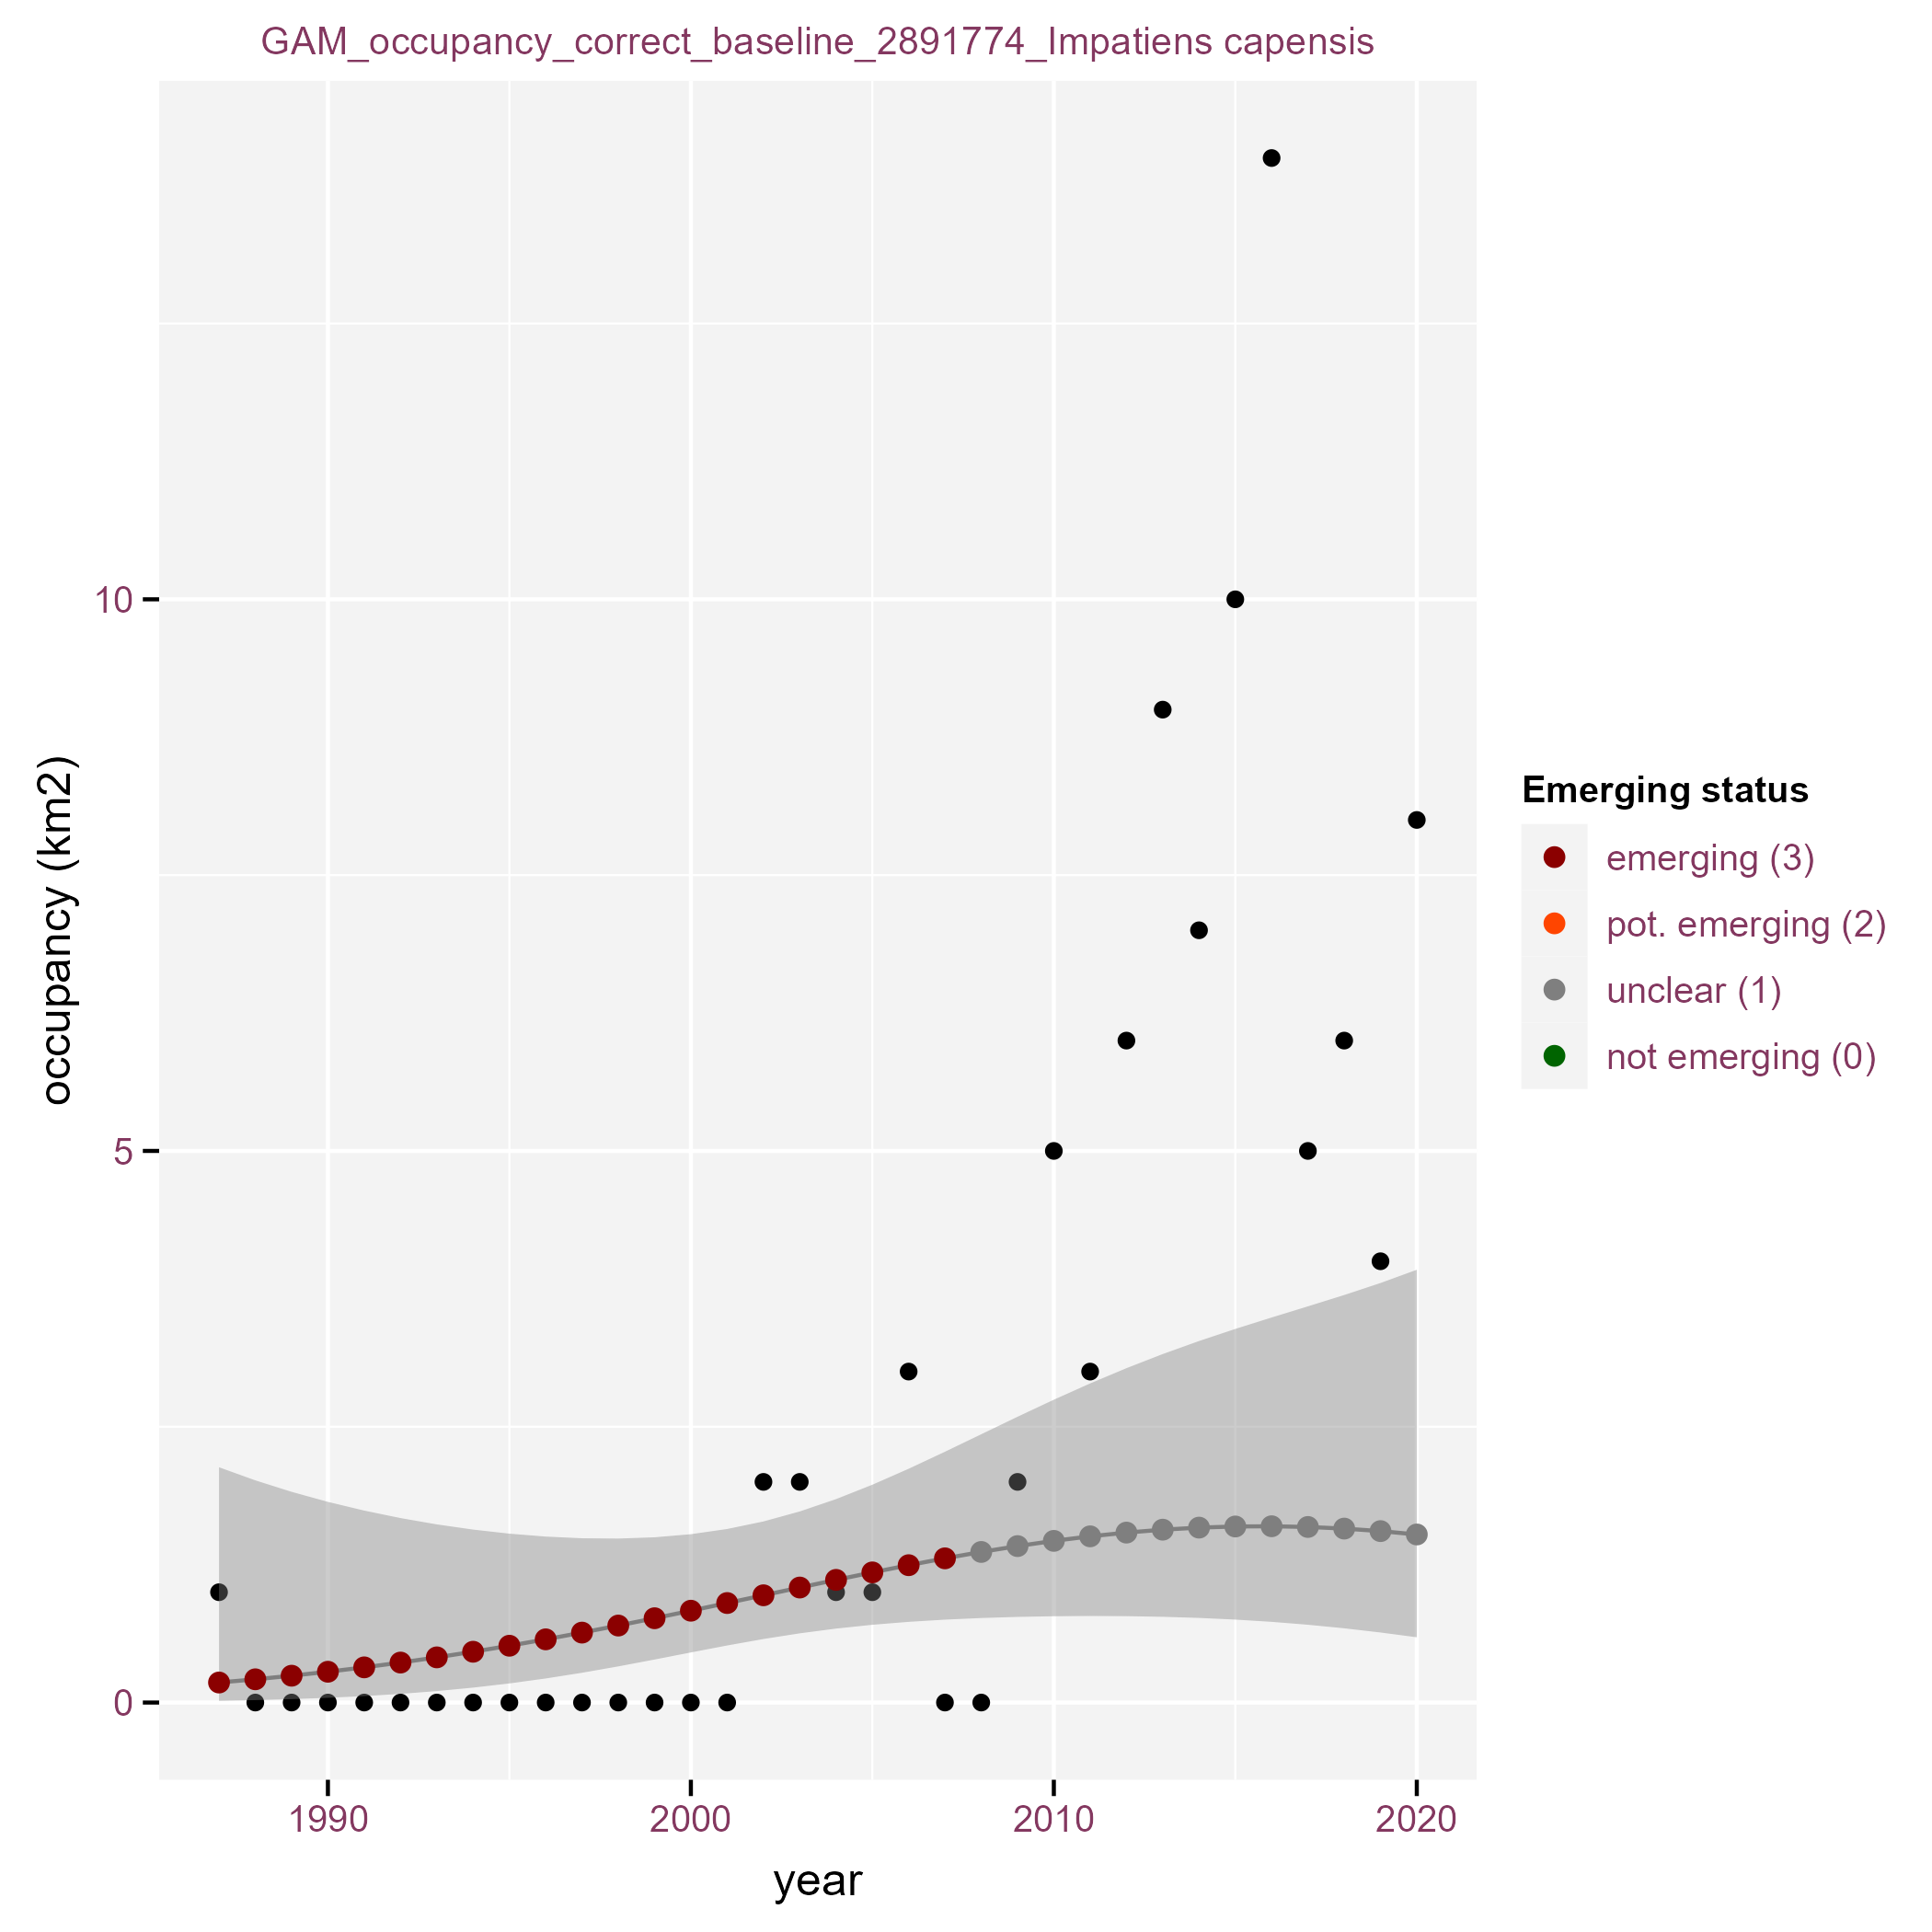 GAM_occupancy_correct_baseline_2891774_Impatiens capensis
10
5
0
occupancy (km2)
1990 2000 2010 2020
year
Emerging status
emerging (3)
pot. emerging (2)
unclear (1)
not emerging (0)